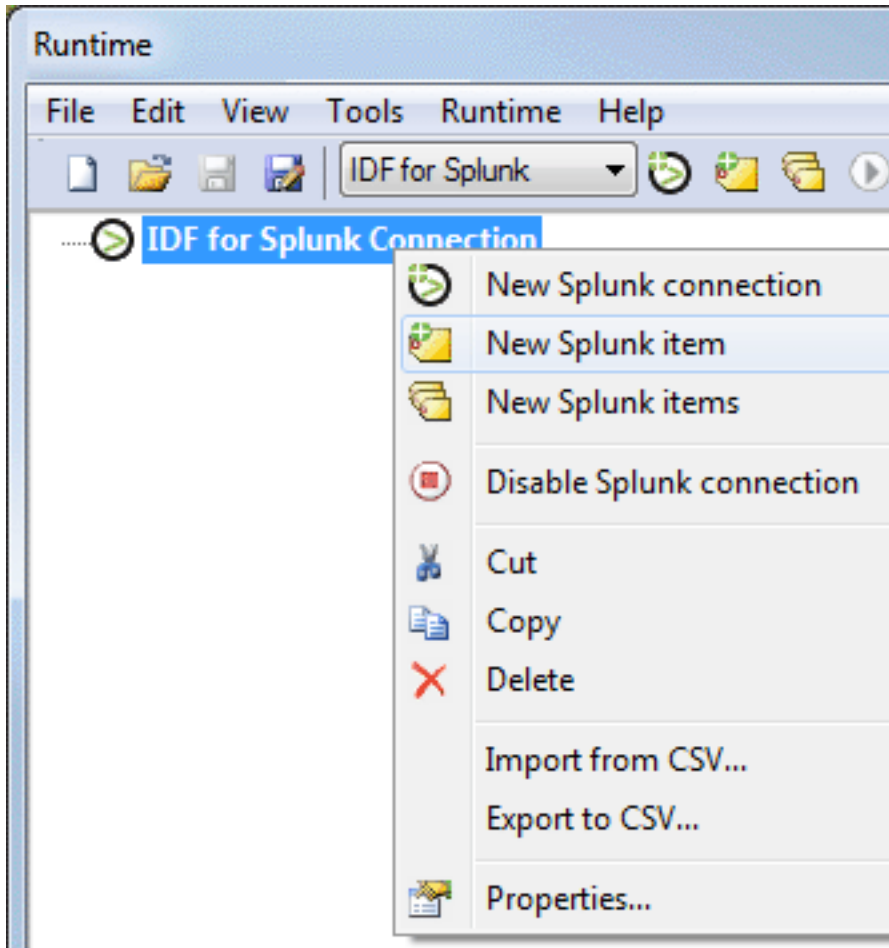 Runtime
File Edit View Tools Runtime Help
IDF for Splunk
IDF for Splunk Connection
New Splunk connection
New Splunk item
New Splunk items
Disable Splunk connection
Cut
Copy
Delete
Import from CSV...
Export to CSV...
Properties...